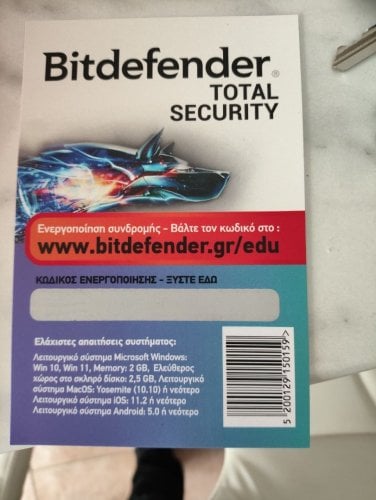 Bitdefender®
TOTAL
SECURITY
Ενεργοποίηση συνδρομής - Βάλτε τον κωδικό στο :
www.bitdefender.gr/edu
ΚΩΔΙΚΟΣ ΕΝΕΡΓΟΠΟΙΗΣΗΣ - ΞΥΣΤΕ ΕΔΩ
Ελάχιστες απαιτήσεις συστήματος:
Λειτουργικό σύστημα Microsoft Windows:
Win 10, Win 11, Memory: 2 GB, Ελεύθερος
χώρος στο σκληρό δίσκο: 2,5 GB, Λειτουργικό
σύστημα MacOS: Yosemite (10.10) ή νεότερο
Λειτουργικό σύστημα iOS: 11.2 ή νεότερο
Λειτουργικό σύστημα Android: 5.0 ή νεότερο
5 200129 150159 >